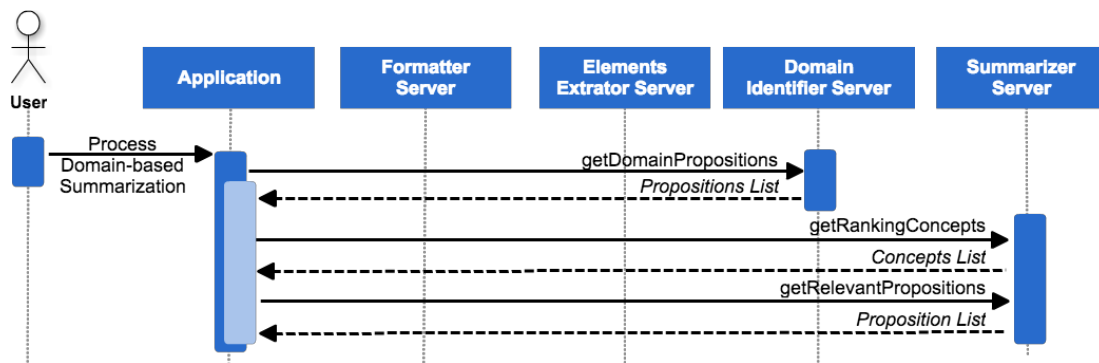 User
Application
Formatter
Server
Elements
Extrator Server
Domain
Identifier Server
Summarizer
Server
Process
Domain-based
Summarization
getDomainPropositions
Propositions List
getRankingConcepts
Concepts List
getRelevantPropositions
Proposition List